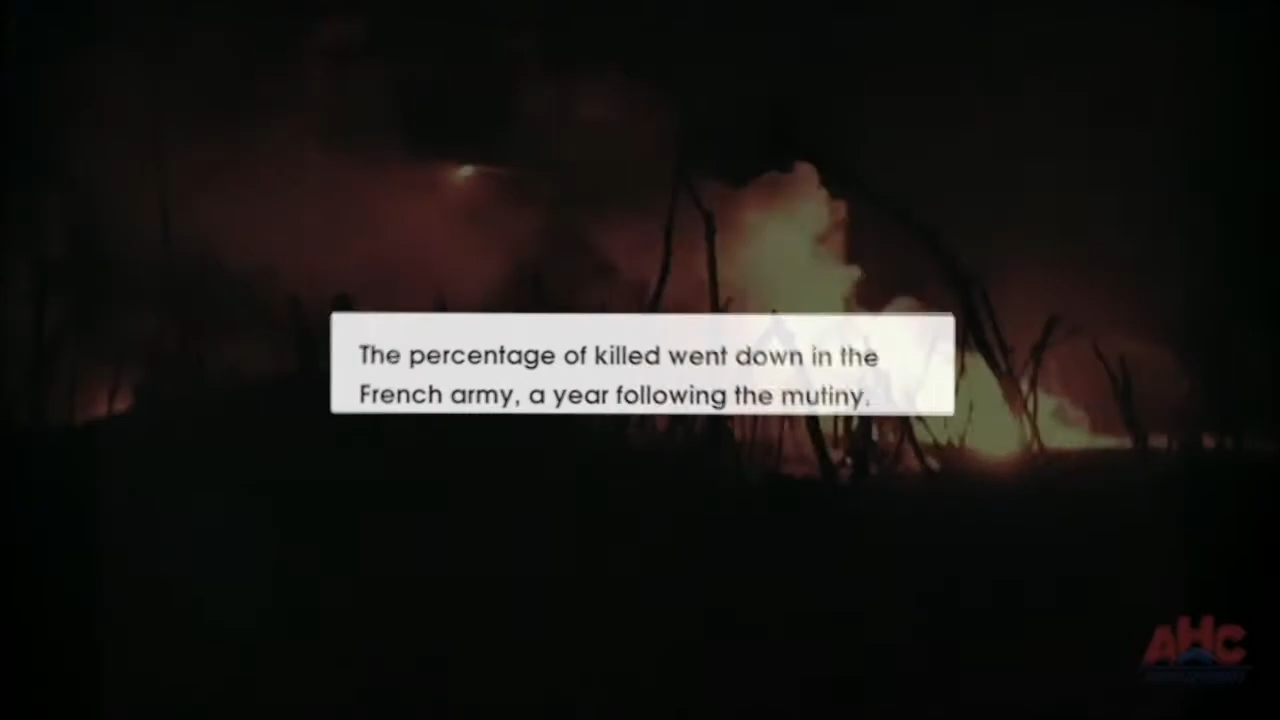 The percentage of killed went down in the
French army, a year following the mutiny.
AHC